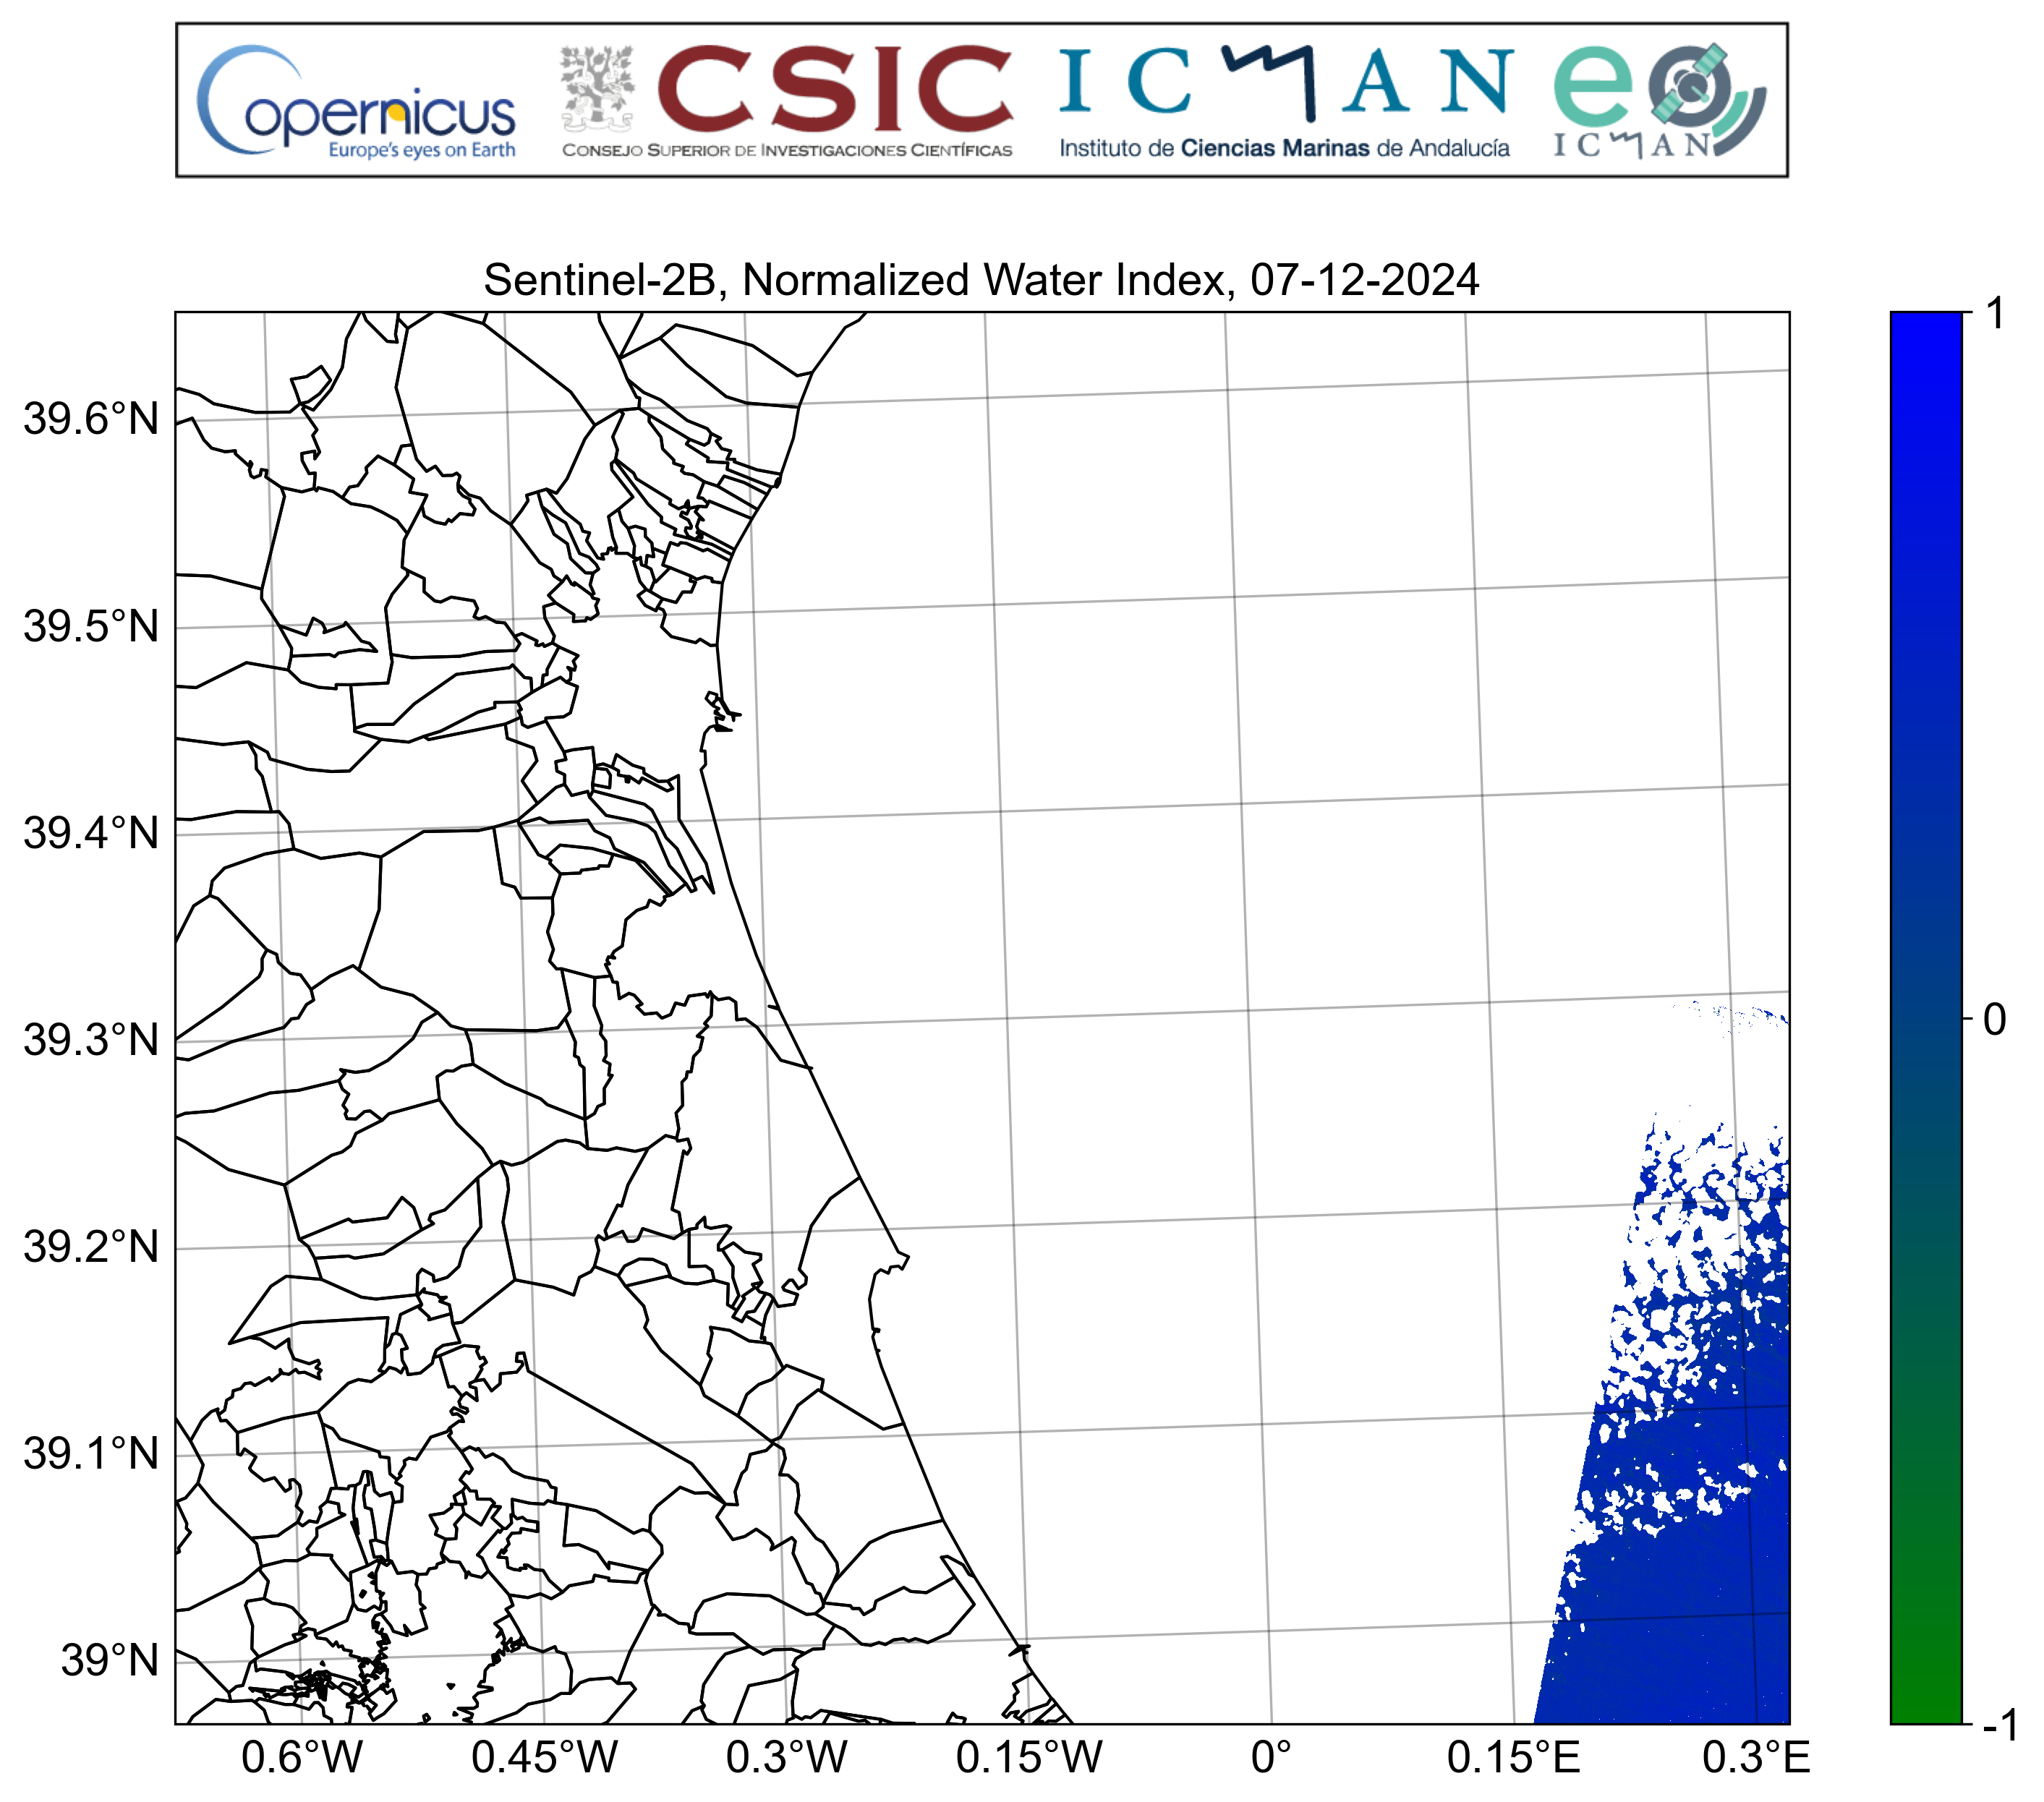 Copernicus
Europe's eyes on Earth
CSIC
CONSEJO SUPERIOR DE INVESTIGACIONES CIENTÍFICAS
ICMAN
Instituto de Ciencias Marinas de Andalucía
eo
ICMAN
Sentinel-2B, Normalized Water Index, 07-12-2024
1
39.6°N
39.5°N
39.4°N
39.3°N
0
39.2°N
39.1°N
39°N
-1
0.6°W 0.45°W 0.3°W 0.15°W 0° 0.15°E 0.3°E